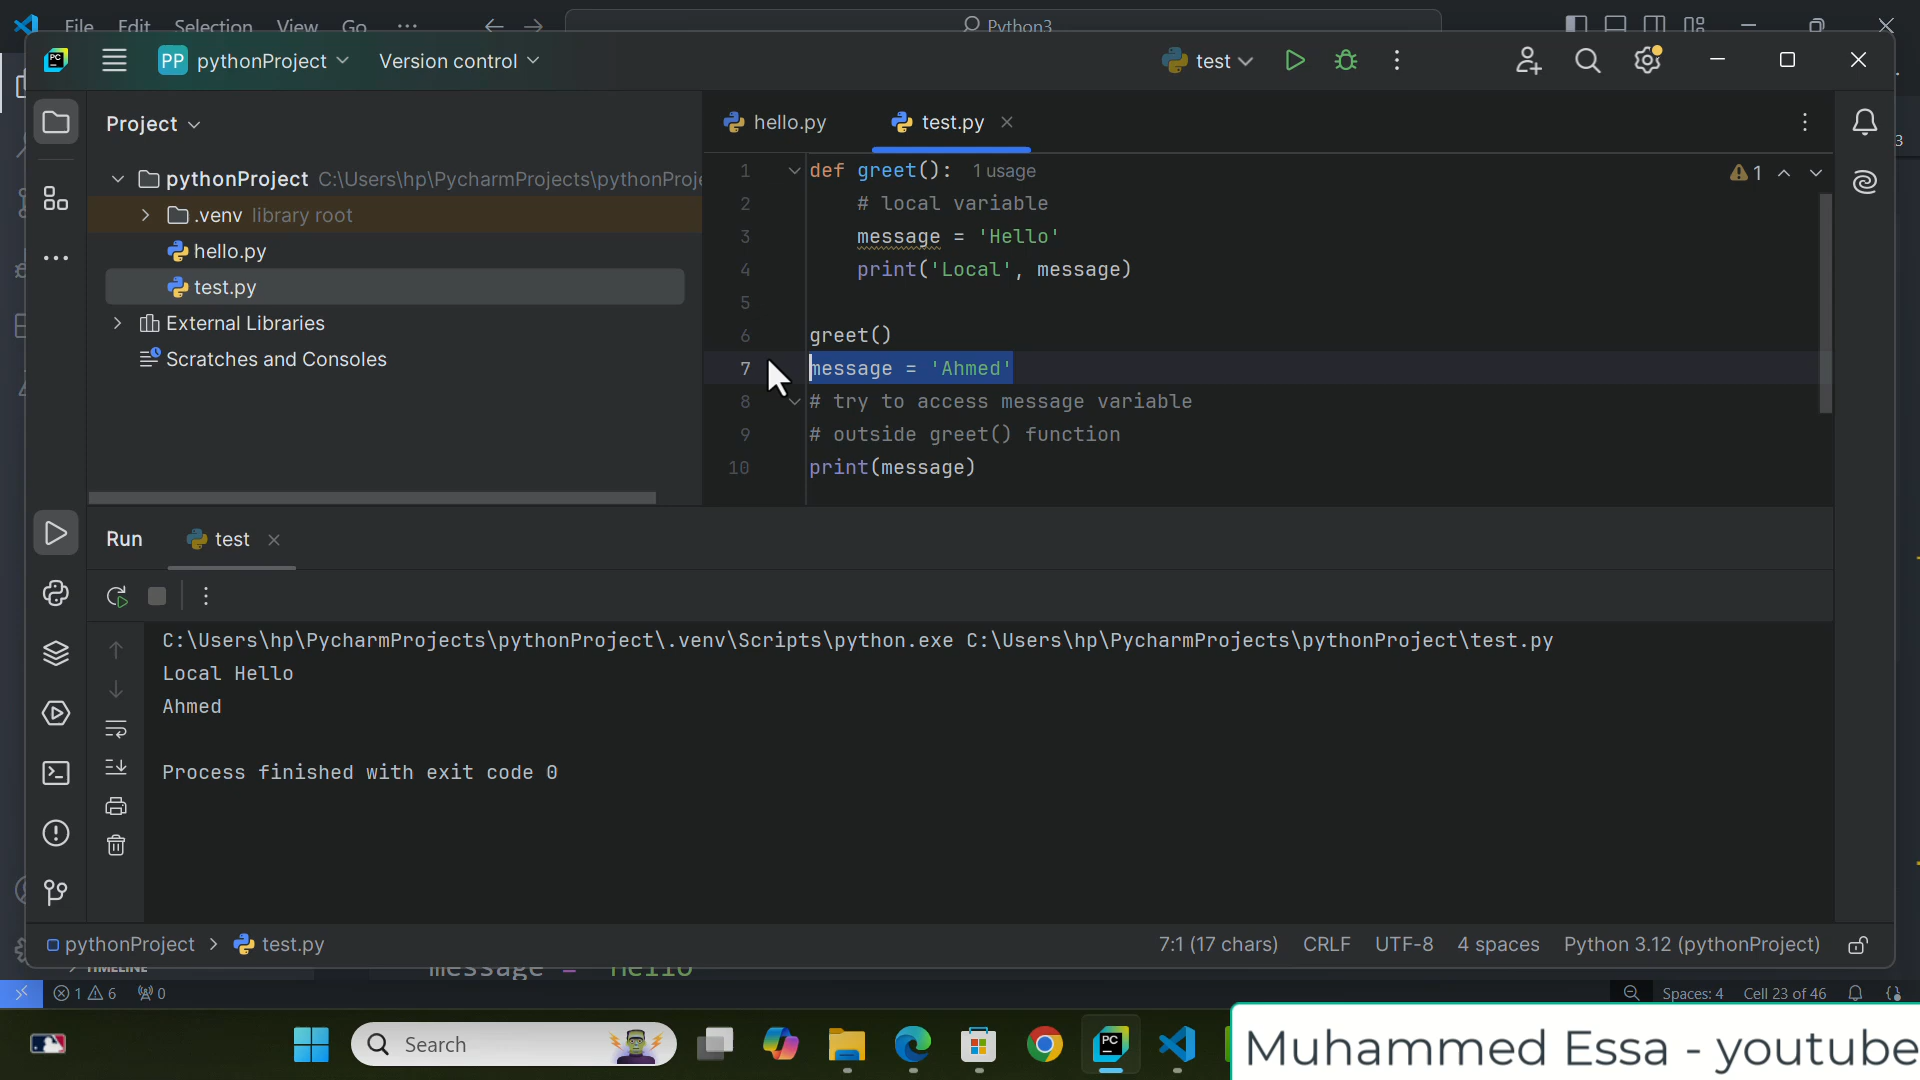 File Edit Selection View Go ··· Python3
PP pythonProject Version control test
Project
hello.py test.py
pythonProject C:\Users\hp\PycharmProjects\pythonProje
.venv library root
hello.py
test.py
External Libraries
Scratches and Consoles
1 def greet(): 1 usage
2 # local variable
3 message = 'Hello'
4 print('Local', message)
5
6 greet()
7 message = 'Ahmed'
8 # try to access message variable
9 # outside greet() function
10 print(message)
1
Run test
C:\Users\hp\PycharmProjects\pythonProject\.venv\Scripts\python.exe C:\Users\hp\PycharmProjects\pythonProject\test.py
Local Hello
Ahmed
Process finished with exit code 0
pythonProject > test.py 7:1 (17 chars) CRLF UTF-8 4 spaces Python 3.12 (pythonProject)
TIMELINE message = 'Hello'
1 6 0 Spaces: 4 Cell 23 of 46
Search
Muhammed Essa - youtube